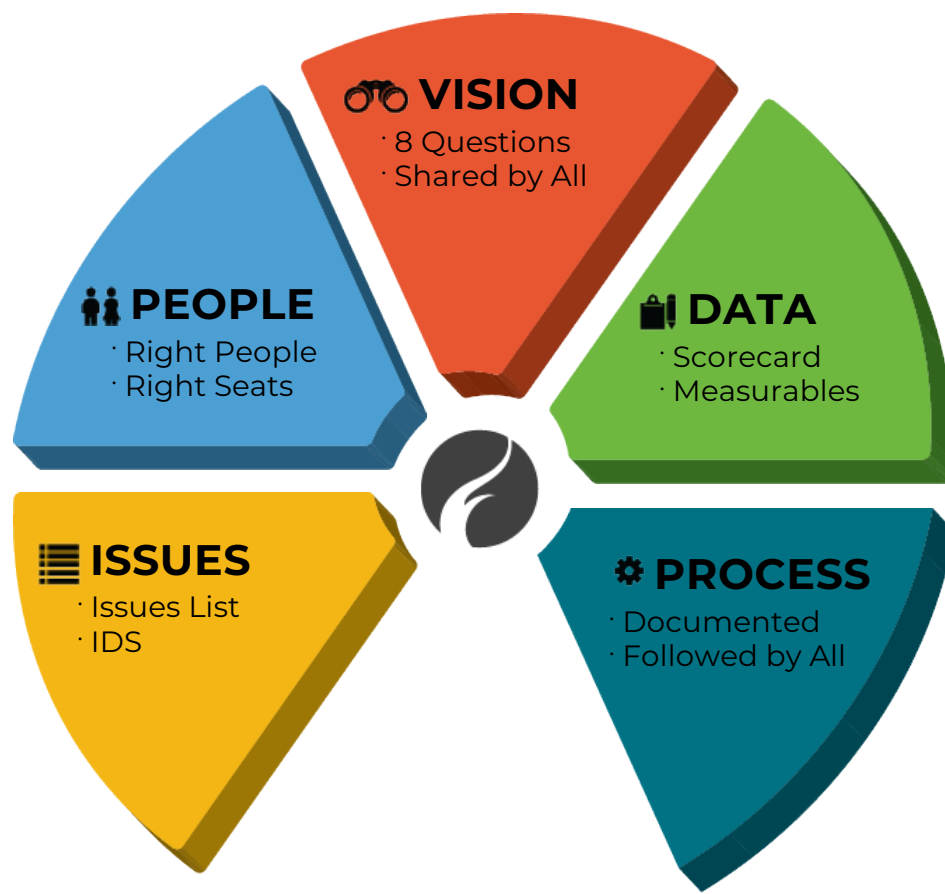 VISION
· 8 Questions
· Shared by All
PEOPLE
· Right People
· Right Seats
DATA
· Scorecard
· Measurables
ISSUES
· Issues List
· IDS
PROCESS
· Documented
· Followed by All